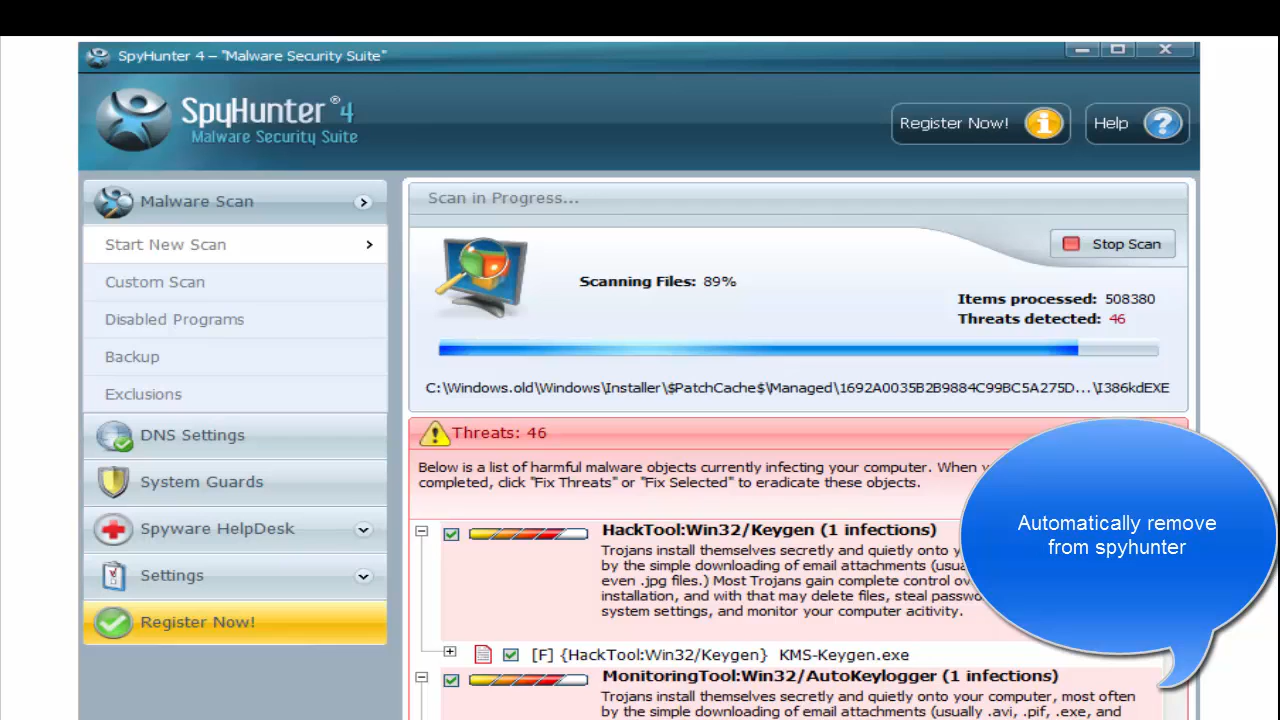 SpyHunter 4 – "Malware Security Suite"
SpyHunter®4
Malware Security Suite
Register Now!
Help
Malware Scan
Start New Scan
Custom Scan
Disabled Programs
Backup
Exclusions
DNS Settings
System Guards
Spyware HelpDesk
Settings
Register Now!
Scan in Progress...
Stop Scan
Scanning Files: 89%
Items processed: 508380
Threats detected: 46
C:\Windows.old\Windows\Installer\$PatchCache$\Managed\1692A0035B2B9884C99BC5A275D...\I386kdEXE
Threats: 46
Below is a list of harmful malware objects currently infecting your computer. When
completed, click "Fix Threats" or "Fix Selected" to eradicate these objects.
HackTool:Win32/Keygen (1 infections)
Trojans install themselves secretly and quietly onto
by the simple downloading of email attachments
even .jpg files.) Most Trojans gain complete control
installation, and with that may delete files, steal
system settings, and monitor your computer acitivity.
[F] {HackTool:Win32/Keygen} KMS-Keygen.exe
MonitoringTool:Win32/AutoKeylogger (1 infections)
Trojans install themselves secretly and quietly onto your computer, most often
by the simple downloading of email attachments (usually .avi, .pif, .exe, and
Automatically remove
from spyhunter